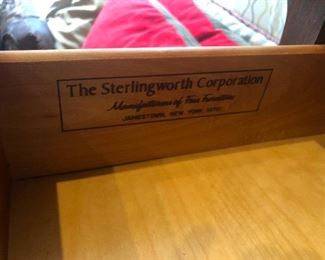 The Sterlingworth Corporation
Manufacturers of Fine Furniture
JAMESTOWN, NEW YORK 14701